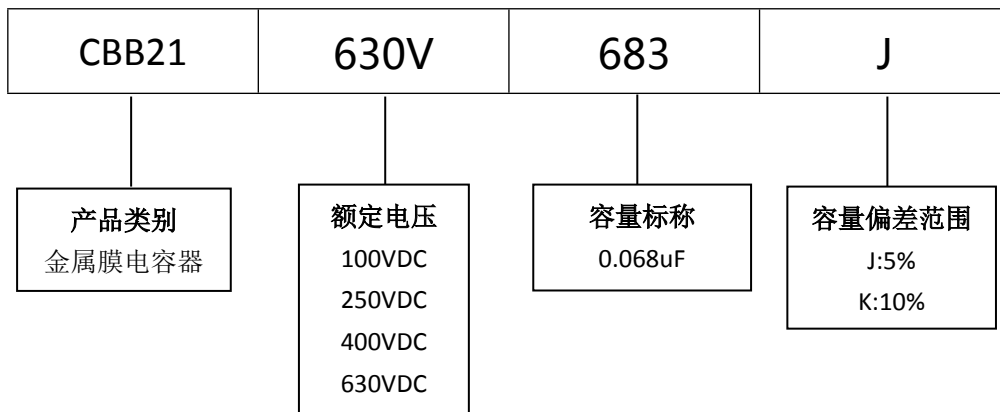 CBB21 630V 683 J
产品类别
金属膜电容器
额定电压
100VDC
250VDC
400VDC
630VDC
容量标称
0.068uF
容量偏差范围
J:5%
K:10%